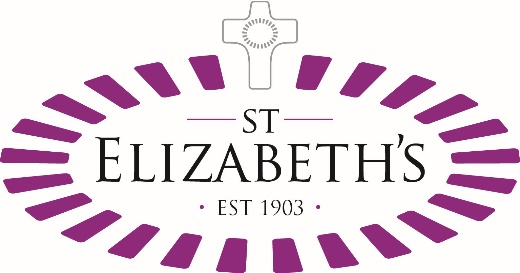 ST
ELIZABETH'S
· EST 1903 ·